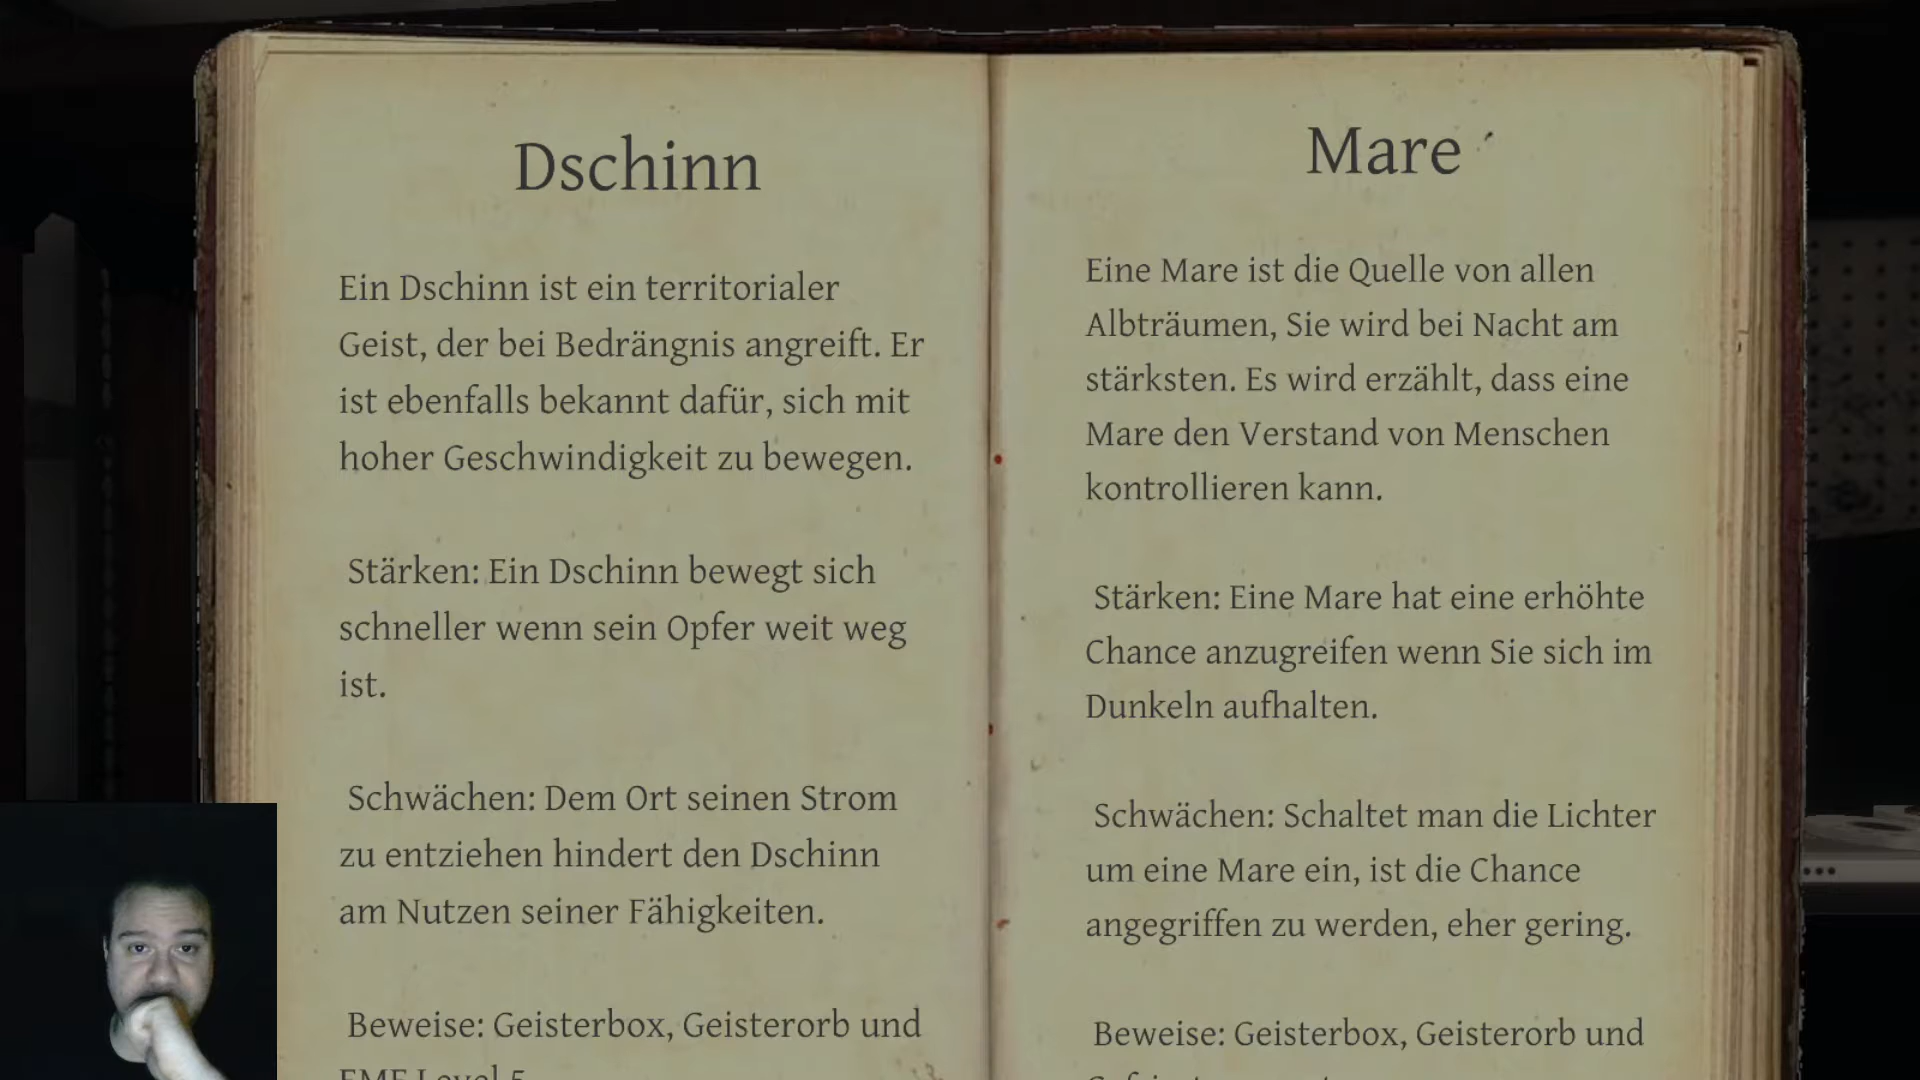 Dschinn
Ein Dschinn ist ein territorialer
Geist, der bei Bedrängnis angreift. Er
ist ebenfalls bekannt dafür, sich mit
hoher Geschwindigkeit zu bewegen.
Stärken: Ein Dschinn bewegt sich
schneller wenn sein Opfer weit weg
ist.
Schwächen: Dem Ort seinen Strom
zu entziehen hindert den Dschinn
am Nutzen seiner Fähigkeiten.
Beweise: Geisterbox, Geisterorb und
EMF Level 5
Mare
Eine Mare ist die Quelle von allen
Albträumen, Sie wird bei Nacht am
stärksten. Es wird erzählt, dass eine
Mare den Verstand von Menschen
kontrollieren kann.
Stärken: Eine Mare hat eine erhöhte
Chance anzugreifen wenn Sie sich im
Dunkeln aufhalten.
Schwächen: Schaltet man die Lichter
um eine Mare ein, ist die Chance
angegriffen zu werden, eher gering.
Beweise: Geisterbox, Geisterorb und